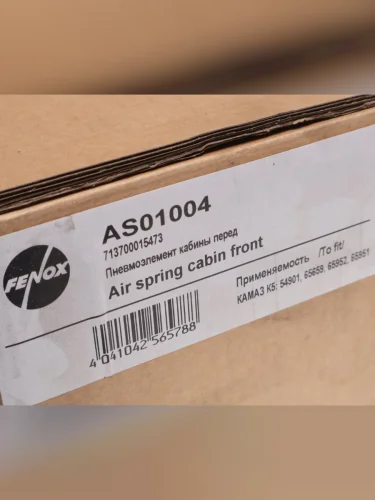 FENOX
AS01004
713700015473
Пневмоэлемент кабины перед
Air spring cabin front
Применяемость /To fit/
КАМАЗ К5: 54901, 65659, 65952, 65951
4 041042 565788